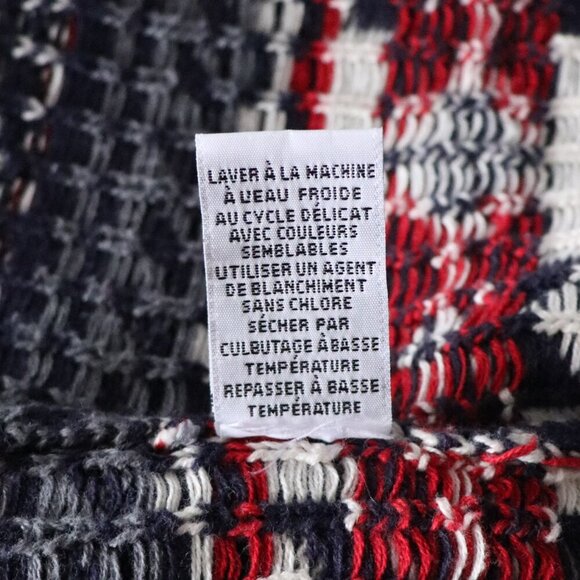 LAVER À LA MACHINE
À L'EAU FROIDE
AU CYCLE DÉLICAT
AVEC COULEURS
SEMBLABLES
UTILISER UN AGENT
DE BLANCHIMENT
SANS CHLORE
SÉCHER PAR
CULBUTAGE À BASSE
TEMPÉRATURE
REPASSER À BASSE
TEMPÉRATURE